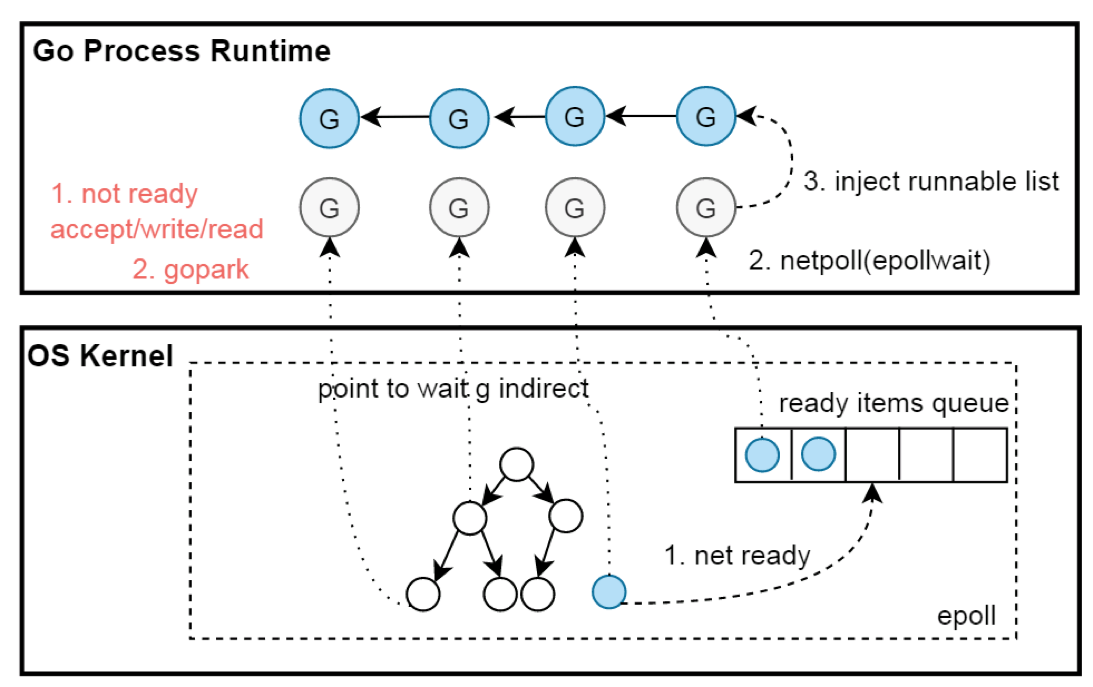 Go Process Runtime
G
G
G
G
1. not ready
accept/write/read
2. gopark
G
G
G
G
3. inject runnable list
2. netpoll(epollwait)
OS Kernel
point to wait g indirect
ready items queue
1. net ready
epoll